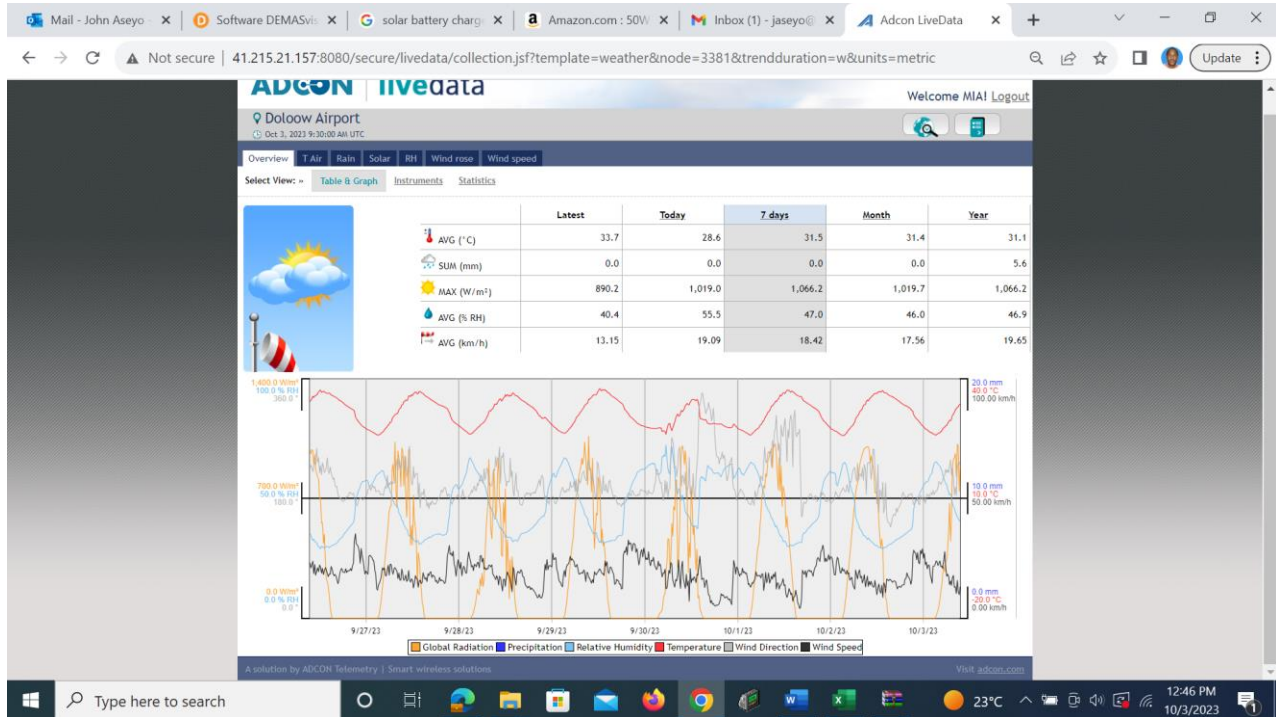 Mail - John Aseyo - Software DEMASvis solar battery charg Amazon.com : 50W Inbox (1) - jaseyo@ Adcon LiveData
Not secure 41.215.21.157:8080/secure/livedata/collection.jsf?template=weather&node=3381&trendduration=w&units=metric Update
ADCON livedata
Welcome MIA! Logout
Doloow Airport
Oct 3, 2023 9:30:00 AM UTC
Overview T Air Rain Solar RH Wind rose Wind speed
Select View: » Table & Graph Instruments Statistics
Latest Today 7 days Month Year
AVG (°C) 33.7 28.6 31.5 31.4 31.1
SUM (mm) 0.0 0.0 0.0 0.0 5.6
MAX (W/m²) 890.2 1,019.0 1,066.2 1,019.7 1,066.2
AVG (% RH) 40.4 55.5 47.0 46.0 46.9
AVG (km/h) 13.15 19.09 18.42 17.56 19.65
1,400.0 W/m² 20.0 mm
100.0 % RH 40.0 °C
360.0 ° 100.00 km/h
700.0 W/m² 10.0 mm
50.0 % RH 10.0 °C
180.0 ° 50.00 km/h
0.0 W/m² 0.0 mm
0.0 % RH -20.0 °C
0.0 ° 0.00 km/h
9/27/23 9/28/23 9/29/23 9/30/23 10/1/23 10/2/23 10/3/23
Global Radiation Precipitation Relative Humidity Temperature Wind Direction Wind Speed
A solution by ADCON Telemetry | Smart wireless solutions Visit adcon.com
Type here to search 23°C 12:46 PM
10/3/2023